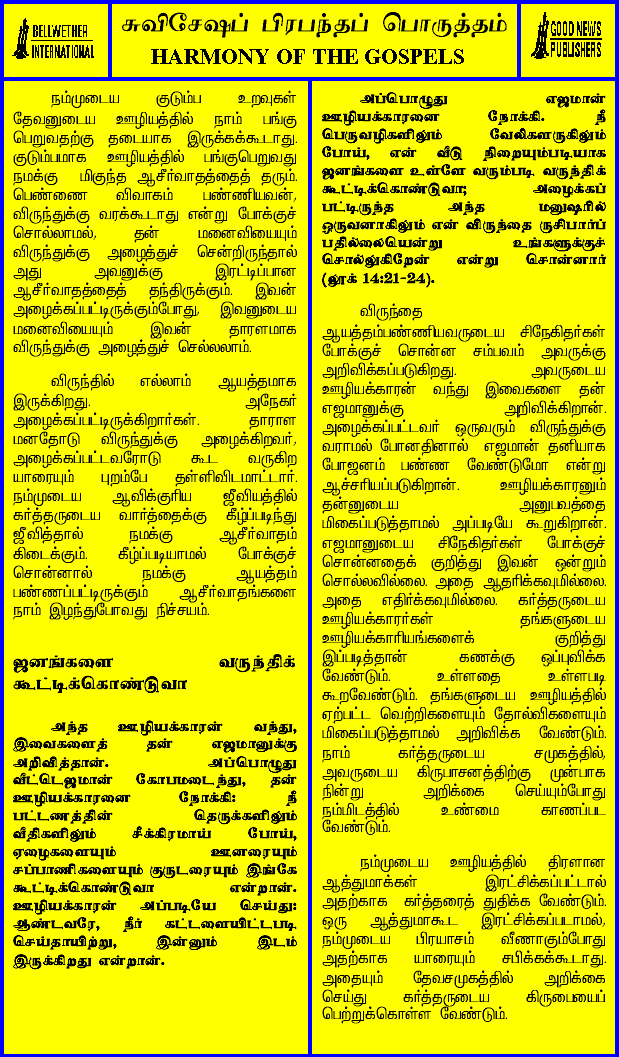 BELLWETHER
INTERNATIONAL
சுவிசேஷப் பிரபந்தப் பொருத்தம்
HARMONY OF THE GOSPELS
GOOD NEWS
PUBLISHERS
நம்முடைய குடும்ப உறவுகள்
தேவனுடைய ஊழியத்தில் நாம் பங்கு
பெறுவதற்கு தடையாக இருக்கக்கூடாது.
குடும்பமாக ஊழியத்தில் பங்குபெறுவது
நமக்கு மிகுந்த ஆசீர்வாதத்தைத் தரும்.
பெண்ணை விவாகம் பண்ணியவன்,
விருந்துக்கு வரக்கூடாது என்று போக்குச்
சொல்லாமல், தன் மனைவியையும்
விருந்துக்கு அழைத்துச் சென்றிருந்தால்
அது அவனுக்கு இரட்டிப்பான
ஆசீர்வாதத்தைத் தந்திருக்கும். இவன்
அழைக்கப்பட்டிருக்கும்போது, இவனுடைய
மனைவியையும் இவன் தாராளமாக
விருந்துக்கு அழைத்துச் செல்லலாம்.
விருந்தில் எல்லாம் ஆயத்தமாக
இருக்கிறது. அநேகர்
அழைக்கப்பட்டிருக்கிறார்கள். தாராள
மனதோடு விருந்துக்கு அழைக்கிறவர்,
அழைக்கப்பட்டவரோடு கூட வருகிற
யாரையும் புறம்பே தள்ளிவிடமாட்டார்.
நம்முடைய ஆவிக்குரிய ஜீவியத்தில்
கர்த்தருடைய வார்த்தைக்கு கீழ்ப்படிந்து
ஜீவித்தால் நமக்கு ஆசீர்வாதம்
கிடைக்கும். கீழ்ப்படியாமல் போக்குச்
சொன்னால் நமக்கு ஆயத்தம்
பண்ணப்பட்டிருக்கும் ஆசீர்வாதங்களை
நாம் இழந்துபோவது நிச்சயம்.
ஜனங்களை வருந்திக்
கூட்டிக்கொண்டுவா
அந்த ஊழியக்காரன் வந்து,
இவைகளைத் தன் எஜமானுக்கு
அறிவித்தான். அப்பொழுது
வீட்டெஜமான் கோபமடைந்து, தன்
ஊழியக்காரனை நோக்கி: நீ
பட்டணத்தின் தெருக்களிலும்
வீதிகளிலும் சீக்கிரமாய் போய்,
ஏழைகளையும் ஊனரையும்
சப்பாணிகளையும் குருடரையும் இங்கே
கூட்டிக்கொண்டுவா என்றான்.
ஊழியக்காரன் அப்படியே செய்து:
ஆண்டவரே, நீர் கட்டளையிட்டபடி
செய்தாயிற்று, இன்னும் இடம்
இருக்கிறது என்றான்.
அப்பொழுது எஜமான்
ஊழியக்காரனை நோக்கி. நீ
பெருவழிகளிலும் வேலிகளருகிலும்
போய், என் வீடு நிறையும்படியாக
ஜனங்களை உள்ளே வரும்படி வருந்திக்
கூட்டிக்கொண்டுவா; அழைக்கப்
பட்டிருந்த அந்த மனுஷரில்
ஒருவனாகிலும் என் விருந்தை ருசிபார்ப்
பதில்லையென்று உங்களுக்குச்
சொல்லுகிறேன் என்று சொன்னார்
(லூக் 14:21-24).
விருந்தை
ஆயத்தம்பண்ணியவருடைய சிநேகிதர்கள்
போக்குச் சொன்ன சம்பவம் அவருக்கு
அறிவிக்கப்படுகிறது. அவருடைய
ஊழியக்காரன் வந்து இவைகளை தன்
எஜமானுக்கு அறிவிக்கிறான்.
அழைக்கப்பட்டவர் ஒருவரும் விருந்துக்கு
வராமல் போனதினால் எஜமான் தனியாக
போஜனம் பண்ண வேண்டுமோ என்று
ஆச்சரியப்படுகிறான். ஊழியக்காரனும்
தன்னுடைய அனுபவத்தை
மிகைப்படுத்தாமல் அப்படியே கூறுகிறான்.
எஜமானுடைய சிநேகிதர்கள் போக்குச்
சொன்னதைக் குறித்து இவன் ஒன்றும்
சொல்லவில்லை. அதை ஆதரிக்கவுமில்லை.
அதை எதிர்க்கவுமில்லை. கர்த்தருடைய
ஊழியக்காரர்கள் தங்களுடைய
ஊழியக்காரியங்களைக் குறித்து
இப்படித்தான் கணக்கு ஒப்புவிக்க
வேண்டும். உள்ளதை உள்ளபடி
கூறவேண்டும். தங்களுடைய ஊழியத்தில்
ஏற்பட்ட வெற்றிகளையும் தோல்விகளையும்
மிகைப்படுத்தாமல் அறிவிக்க வேண்டும்.
நாம் கர்த்தருடைய சமுகத்தில்,
அவருடைய கிருபாசனத்திற்கு முன்பாக
நின்று அறிக்கை செய்யும்போது
நம்மிடத்தில் உண்மை காணப்பட
வேண்டும்.
நம்முடைய ஊழியத்தில் திரளான
ஆத்துமாக்கள் இரட்சிக்கப்பட்டால்
அதற்காக கர்த்தரைத் துதிக்க வேண்டும்.
ஒரு ஆத்துமாகூட இரட்சிக்கப்படாமல்,
நம்முடைய பிரயாசம் வீணாகும்போது
அதற்காக யாரையும் சபிக்கக்கூடாது.
அதையும் தேவசமுகத்தில் அறிக்கை
செய்து கர்த்தருடைய கிருபையைப்
பெற்றுக்கொள்ள வேண்டும்.